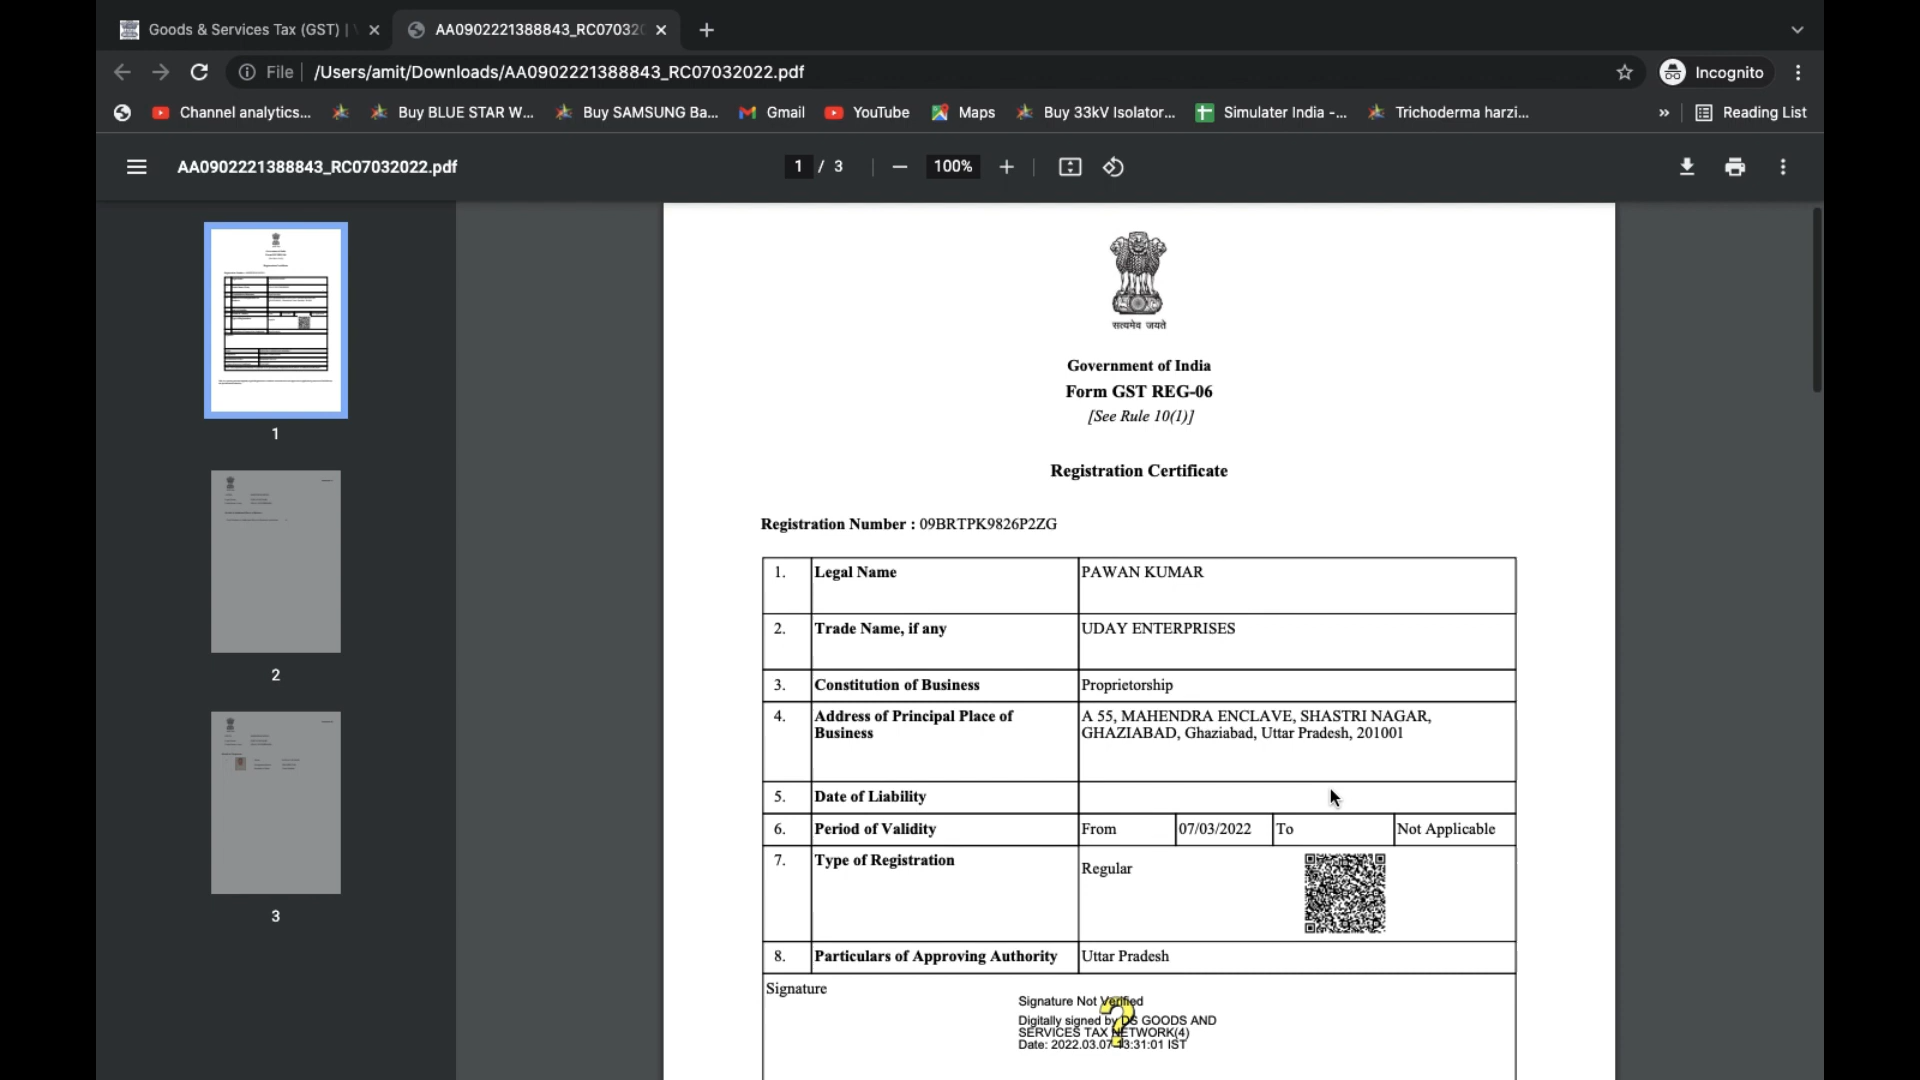 Goods & Services Tax (GST) |
AA0902221388843_RC070320
File
/Users/amit/Downloads/AA0902221388843_RC07032022.pdf
Incognito
Channel analytics...
Buy BLUE STAR W...
Buy SAMSUNG Ba...
Gmail
YouTube
Maps
Buy 33kV Isolator...
Simulater India -...
Trichoderma harzi...
»
Reading List
AA0902221388843_RC07032022.pdf
1 / 3
100%
1
2
3
सत्यमेव जयते
Government of India
Form GST REG-06
[See Rule 10(1)]
Registration Certificate
Registration Number : 09BRTPK9826P2ZG
1. Legal Name PAWAN KUMAR
2. Trade Name, if any UDAY ENTERPRISES
3. Constitution of Business Proprietorship
4. Address of Principal Place of Business A 55, MAHENDRA ENCLAVE, SHASTRI NAGAR,
GHAZIABAD, Ghaziabad, Uttar Pradesh, 201001
5. Date of Liability
6. Period of Validity From 07/03/2022 To Not Applicable
7. Type of Registration Regular
8. Particulars of Approving Authority Uttar Pradesh
Signature
Signature Not Verified
Digitally signed by DS GOODS AND
SERVICES TAX NETWORK(4)
Date: 2022.03.07 13:31:01 IST